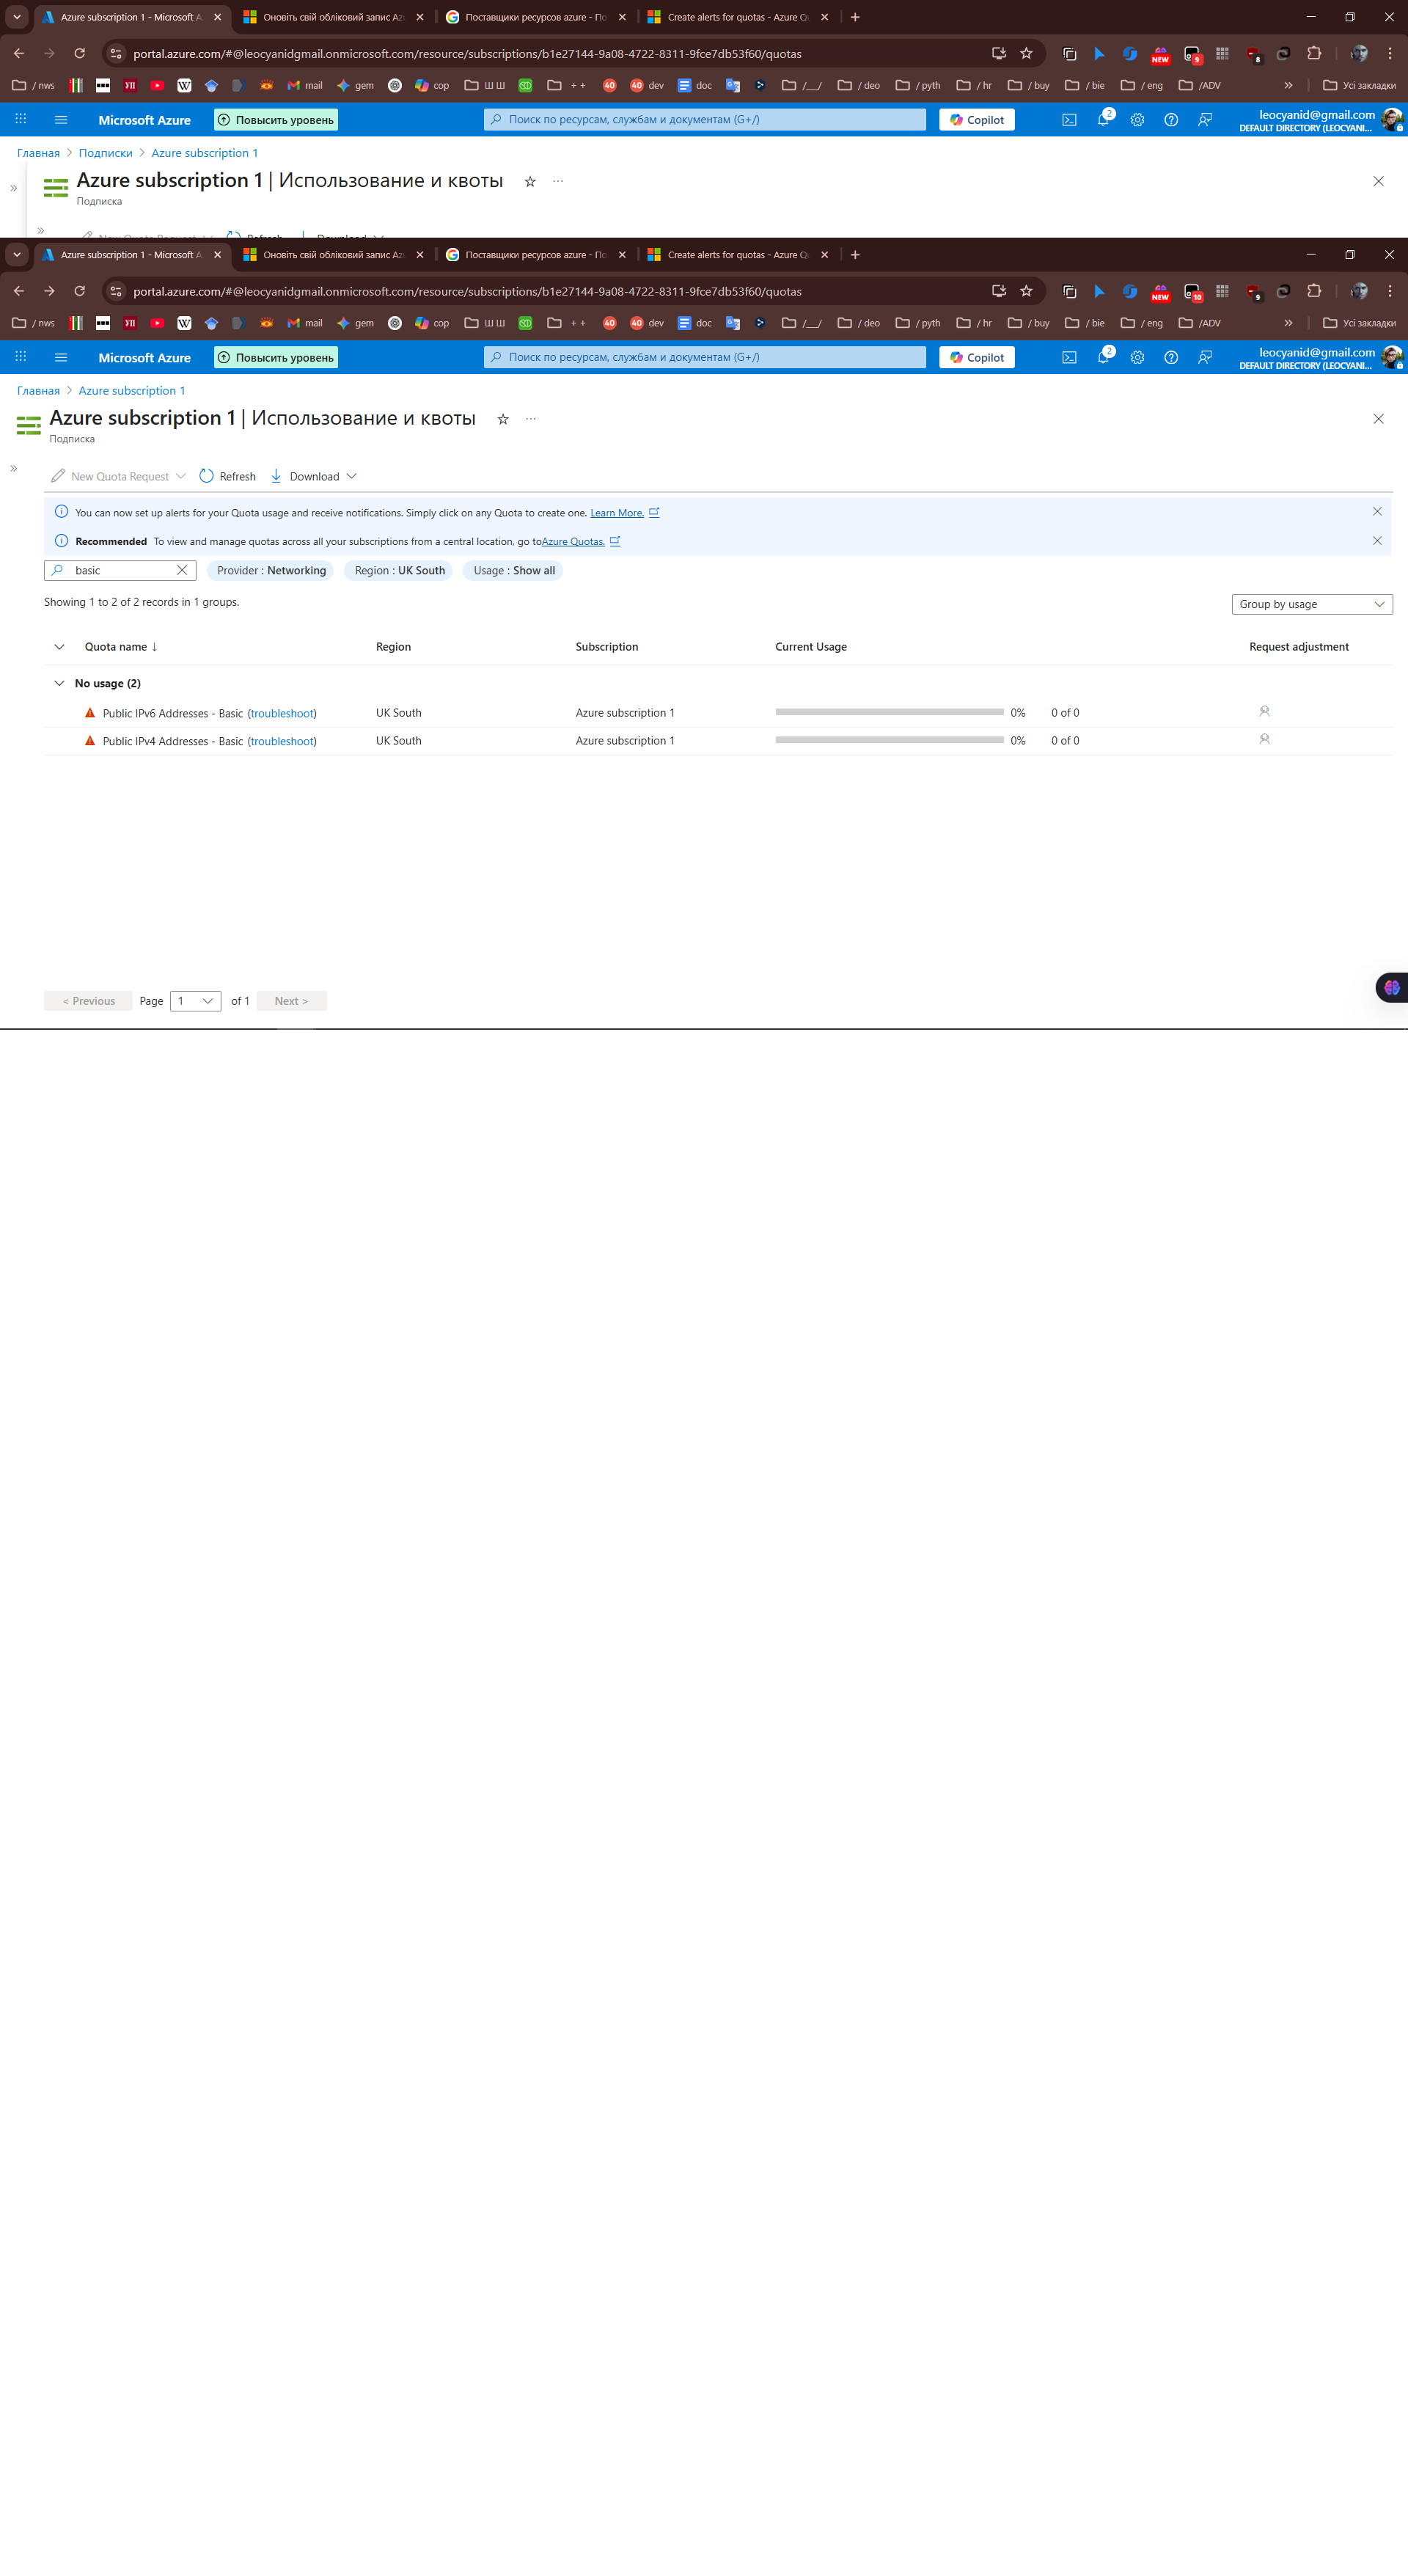 Azure subscription 1 - Microsoft A
Оновіть свій обліковий запис Az
Поставщики ресурсов azure - По
Create alerts for quotas - Azure Q
portal.azure.com/#@leocyanidgmail.onmicrosoft.com/resource/subscriptions/b1e27144-9a08-4722-8311-9fce7db53f60/quotas
NEW 9 8
/ nws mail gem cop Ш Ш + + 40 40 dev doc /__/ / deo / pyth / hr / buy / bie / eng /ADV » Усі закладки
Microsoft Azure Повысить уровень Поиск по ресурсам, службам и документам (G+/) Copilot 2 leocyanid@gmail.com
DEFAULT DIRECTORY (LEOCYANI...
Главная > Подписки > Azure subscription 1
Azure subscription 1 | Использование и квоты ...
Подписка
New Quota Request Refresh Download
Azure subscription 1 - Microsoft A
Оновіть свій обліковий запис Az
Поставщики ресурсов azure - По
Create alerts for quotas - Azure Q
portal.azure.com/#@leocyanidgmail.onmicrosoft.com/resource/subscriptions/b1e27144-9a08-4722-8311-9fce7db53f60/quotas
NEW 10 9
/ nws mail gem cop Ш Ш + + 40 40 dev doc /__/ / deo / pyth / hr / buy / bie / eng /ADV » Усі закладки
Microsoft Azure Повысить уровень Поиск по ресурсам, службам и документам (G+/) Copilot 2 leocyanid@gmail.com
DEFAULT DIRECTORY (LEOCYANI...
Главная > Azure subscription 1
Azure subscription 1 | Использование и квоты ...
Подписка
New Quota Request Refresh Download
You can now set up alerts for your Quota usage and receive notifications. Simply click on any Quota to create one. Learn More.
Recommended To view and manage quotas across all your subscriptions from a central location, go toAzure Quotas.
basic Provider : Networking Region : UK South Usage : Show all
Showing 1 to 2 of 2 records in 1 groups. Group by usage
Quota name ↓ Region Subscription Current Usage Request adjustment
No usage (2)
Public IPv6 Addresses - Basic (troubleshoot) UK South Azure subscription 1 0% 0 of 0
Public IPv4 Addresses - Basic (troubleshoot) UK South Azure subscription 1 0% 0 of 0
< Previous Page 1 of 1 Next >